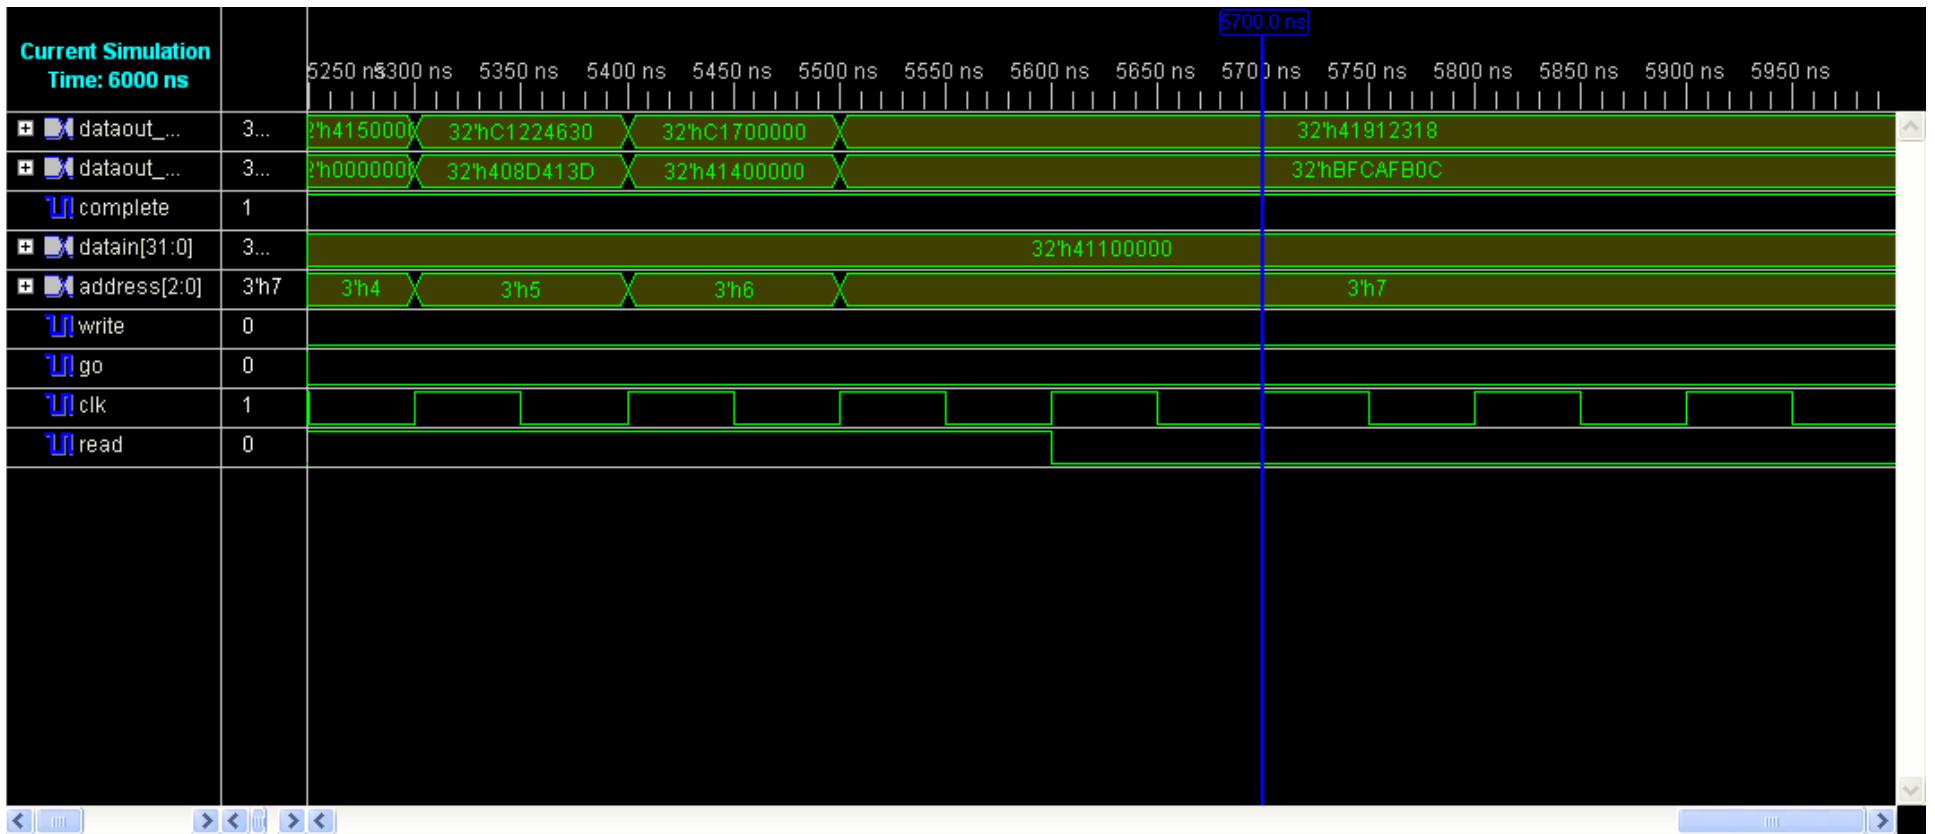 5700.0 ns
Current Simulation
Time: 6000 ns
5250 ns 5300 ns 5350 ns 5400 ns 5450 ns 5500 ns 5550 ns 5600 ns 5650 ns 5700 ns 5750 ns 5800 ns 5850 ns 5900 ns 5950 ns
dataout_... 3... 2'h4150000 32'hC1224630 32'hC1700000 32'h41912318
dataout_... 3... 2'h000000 32'h408D413D 32'h41400000 32'hBFCAFB0C
complete 1
datain[31:0] 3... 32'h41100000
address[2:0] 3'h7 3'h4 3'h5 3'h6 3'h7
write 0
go 0
clk 1
read 0